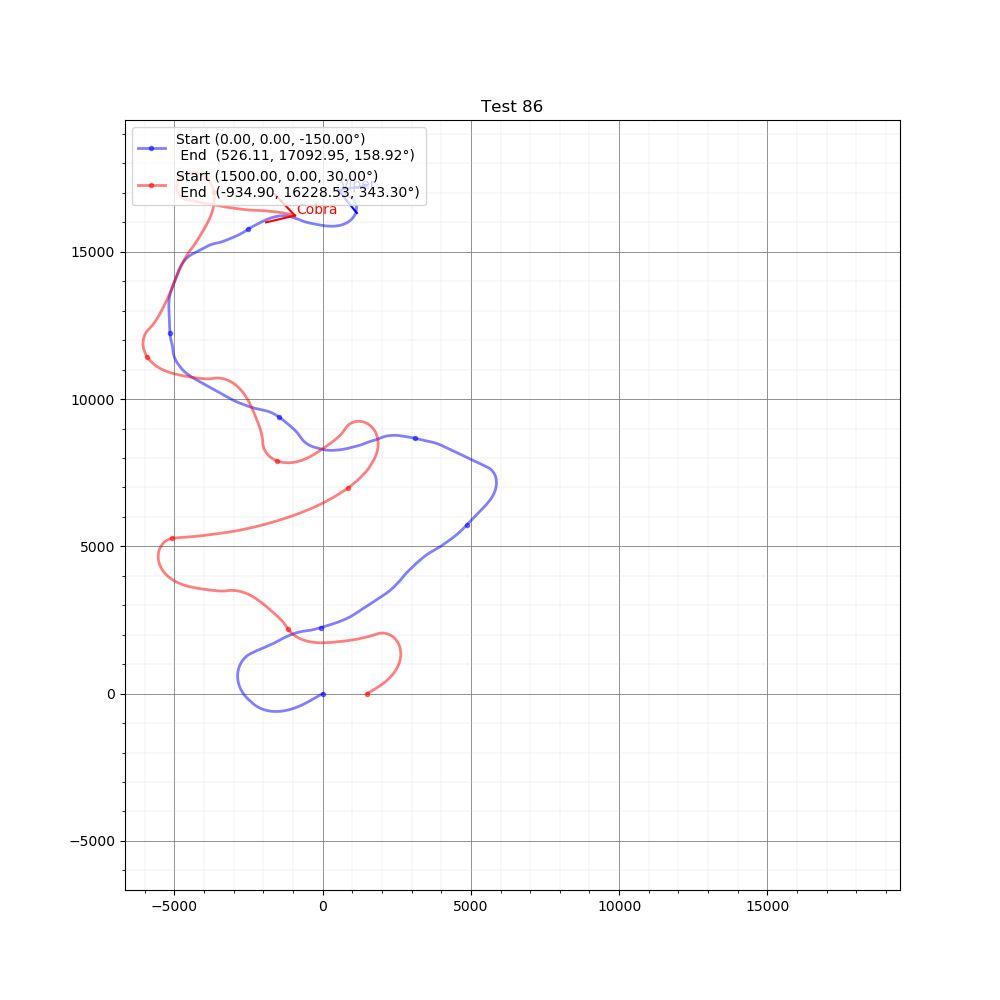 Test 86
Start (0.00, 0.00, -150.00°)
End (526.11, 17092.95, 158.92°)
Start (1500.00, 0.00, 30.00°)
End (-934.90, 16228.53, 343.30°)
Cobra
15000
10000
5000
0
−5000
−5000
0
5000
10000
15000